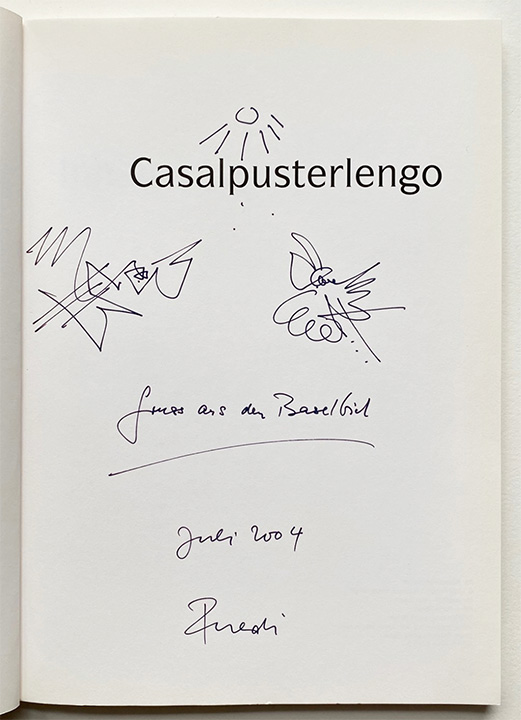 Casalpusterlengo
Gruss aus dem Baselbiet
Juli 2004
Ruedi